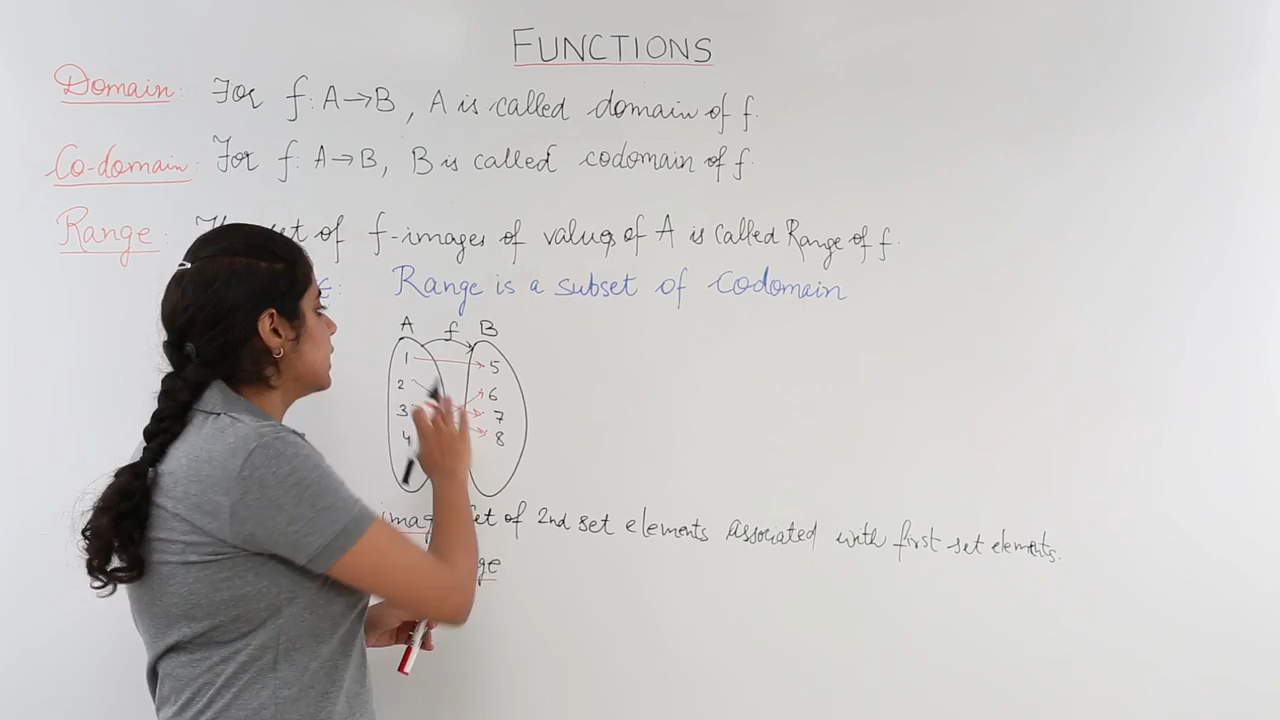 FUNCTIONS
Domain: For f: A→B, A is called domain of f.
Co-domain: For f: A→B, B is called codomain of f.
Range: set of f-images of values of A is called Range of f.
Range is a subset of codomain
A f B
1 5
2 6
3 7
4 8
set of 2nd set elements associated with first set elements.